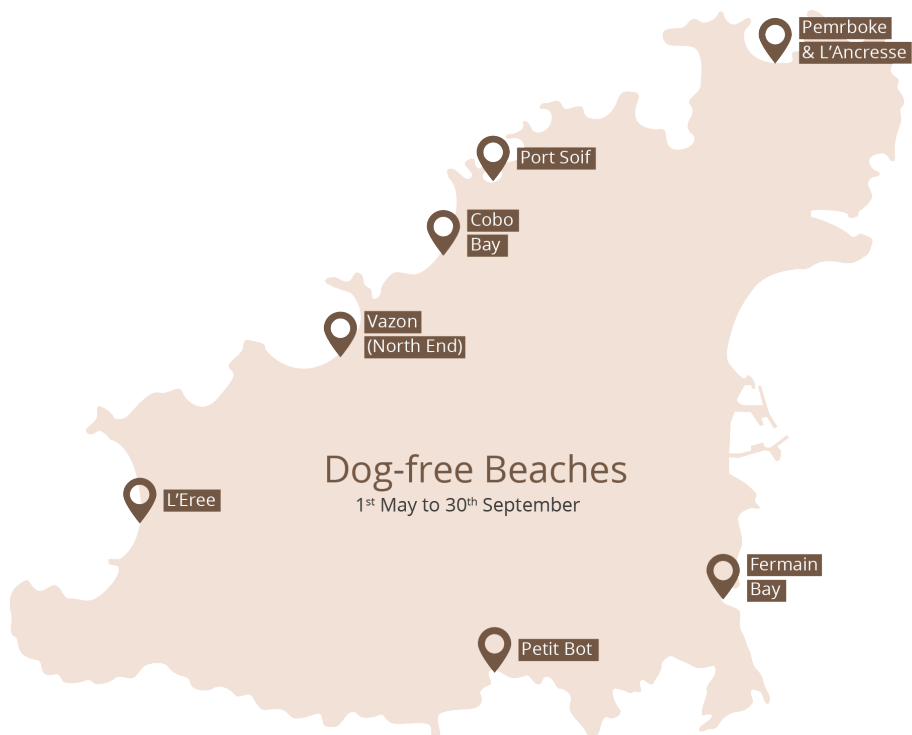 Pemrboke
& L’Ancresse
Port Soif
Cobo
Bay
Vazon
(North End)
Dog-free Beaches
1st May to 30th September
L’Eree
Fermain
Bay
Petit Bot